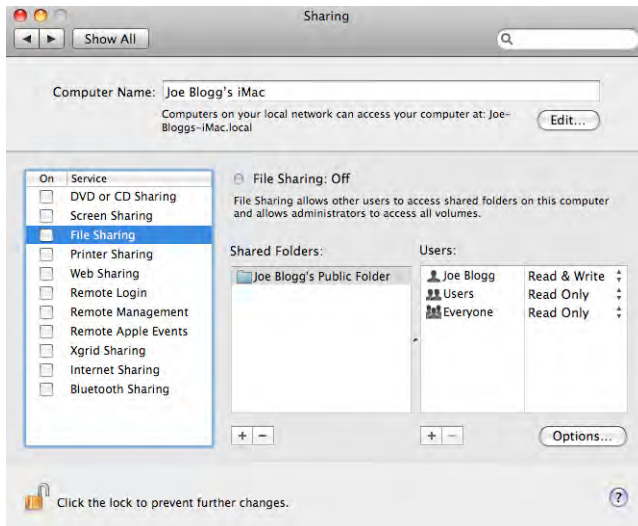 Sharing
Show All
Computer Name: Joe Blogg's iMac
Computers on your local network can access your computer at: Joe-
Bloggs-iMac.local
Edit...
On Service
DVD or CD Sharing
Screen Sharing
File Sharing
Printer Sharing
Web Sharing
Remote Login
Remote Management
Remote Apple Events
Xgrid Sharing
Internet Sharing
Bluetooth Sharing
File Sharing: Off
File Sharing allows other users to access shared folders on this computer
and allows administrators to access all volumes.
Shared Folders:
Joe Blogg's Public Folder
Users:
Joe Blogg Read & Write
Users Read Only
Everyone Read Only
+ −
+ −
Options...
Click the lock to prevent further changes.
?